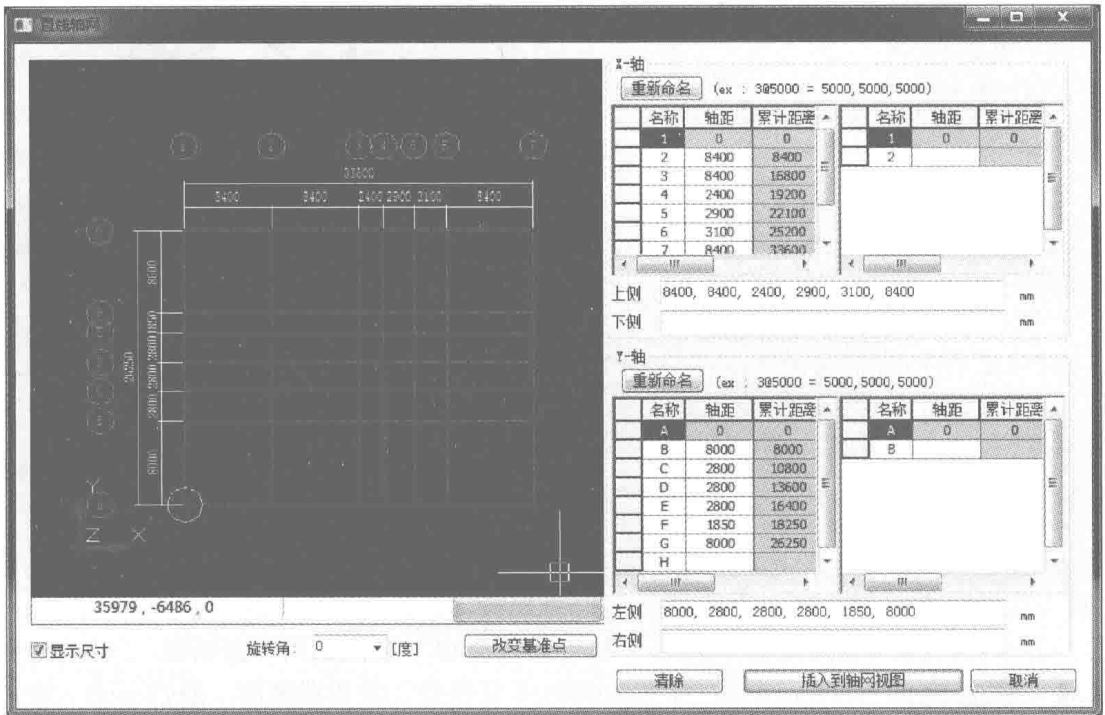 直线轴网
33600
8400 8400 2400 2900 3100 8400
8000
1850
2800
2800
2800
8000
26250
Y
Z X
35979 , -6486 , 0
显示尺寸 旋转角: 0 [度] 改变基准点
X-轴
重新命名 (ex : 3@5000 = 5000,5000,5000)
名称 轴距 累计距离 名称 轴距 累计距离
1 0 0 1 0 0
2 8400 8400 2
3 8400 16800
4 2400 19200
5 2900 22100
6 3100 25200
7 8400 33600
上侧 8400, 8400, 2400, 2900, 3100, 8400 mm
下侧 mm
Y-轴
重新命名 (ex : 3@5000 = 5000,5000,5000)
名称 轴距 累计距离 名称 轴距 累计距离
A 0 0 A 0 0
B 8000 8000 B
C 2800 10800
D 2800 13600
E 2800 16400
F 1850 18250
G 8000 26250
H
左侧 8000, 2800, 2800, 2800, 1850, 8000 mm
右侧 mm
清除 插入到轴网视图 取消